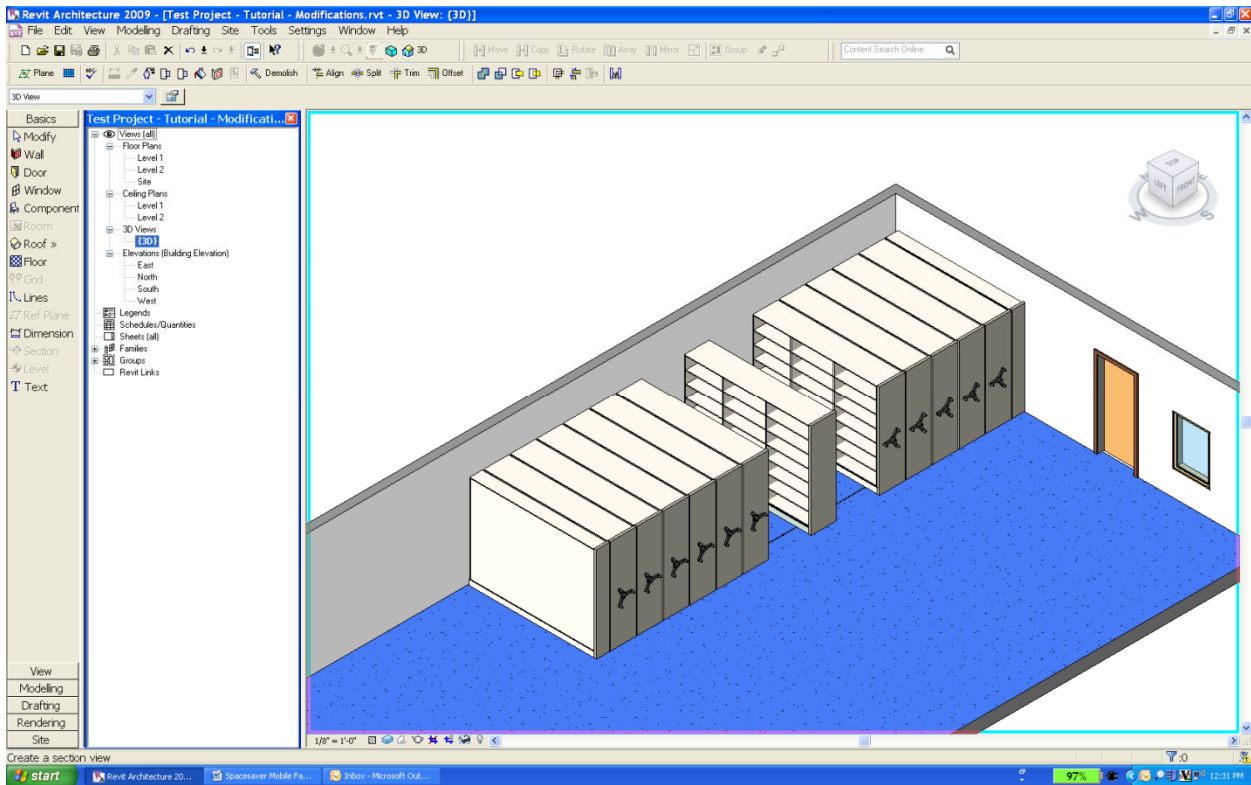 Revit Architecture 2009 - [Test Project - Tutorial - Modifications.rvt - 3D View: {3D}]
File Edit View Modelling Drafting Site Tools Settings Window Help
3D Move Copy Rotate Array Mirror Group Content Search Online
Plane Demolish Align Split Trim Offset
3D View
Basics
Modify
Wall
Door
Window
Component
Room
Roof »
Floor
Grid
Lines
Ref Plane
Dimension
Section
Level
Text
Test Project - Tutorial - Modificati...
Views (all)
Floor Plans
Level 1
Level 2
Site
Ceiling Plans
Level 1
Level 2
3D Views
{3D}
Elevations (Building Elevation)
East
North
South
West
Legends
Schedules/Quantities
Sheets (all)
Families
Groups
Revit Links
TOP
LEFT FRONT
W S
View
Modeling
Drafting
Rendering
Site
1/8" = 1'-0"
Create a section view
:0
start Revit Architecture 20... Spacesaver Mobile Fa... Inbox - Microsoft Out... 97% 12:31 PM